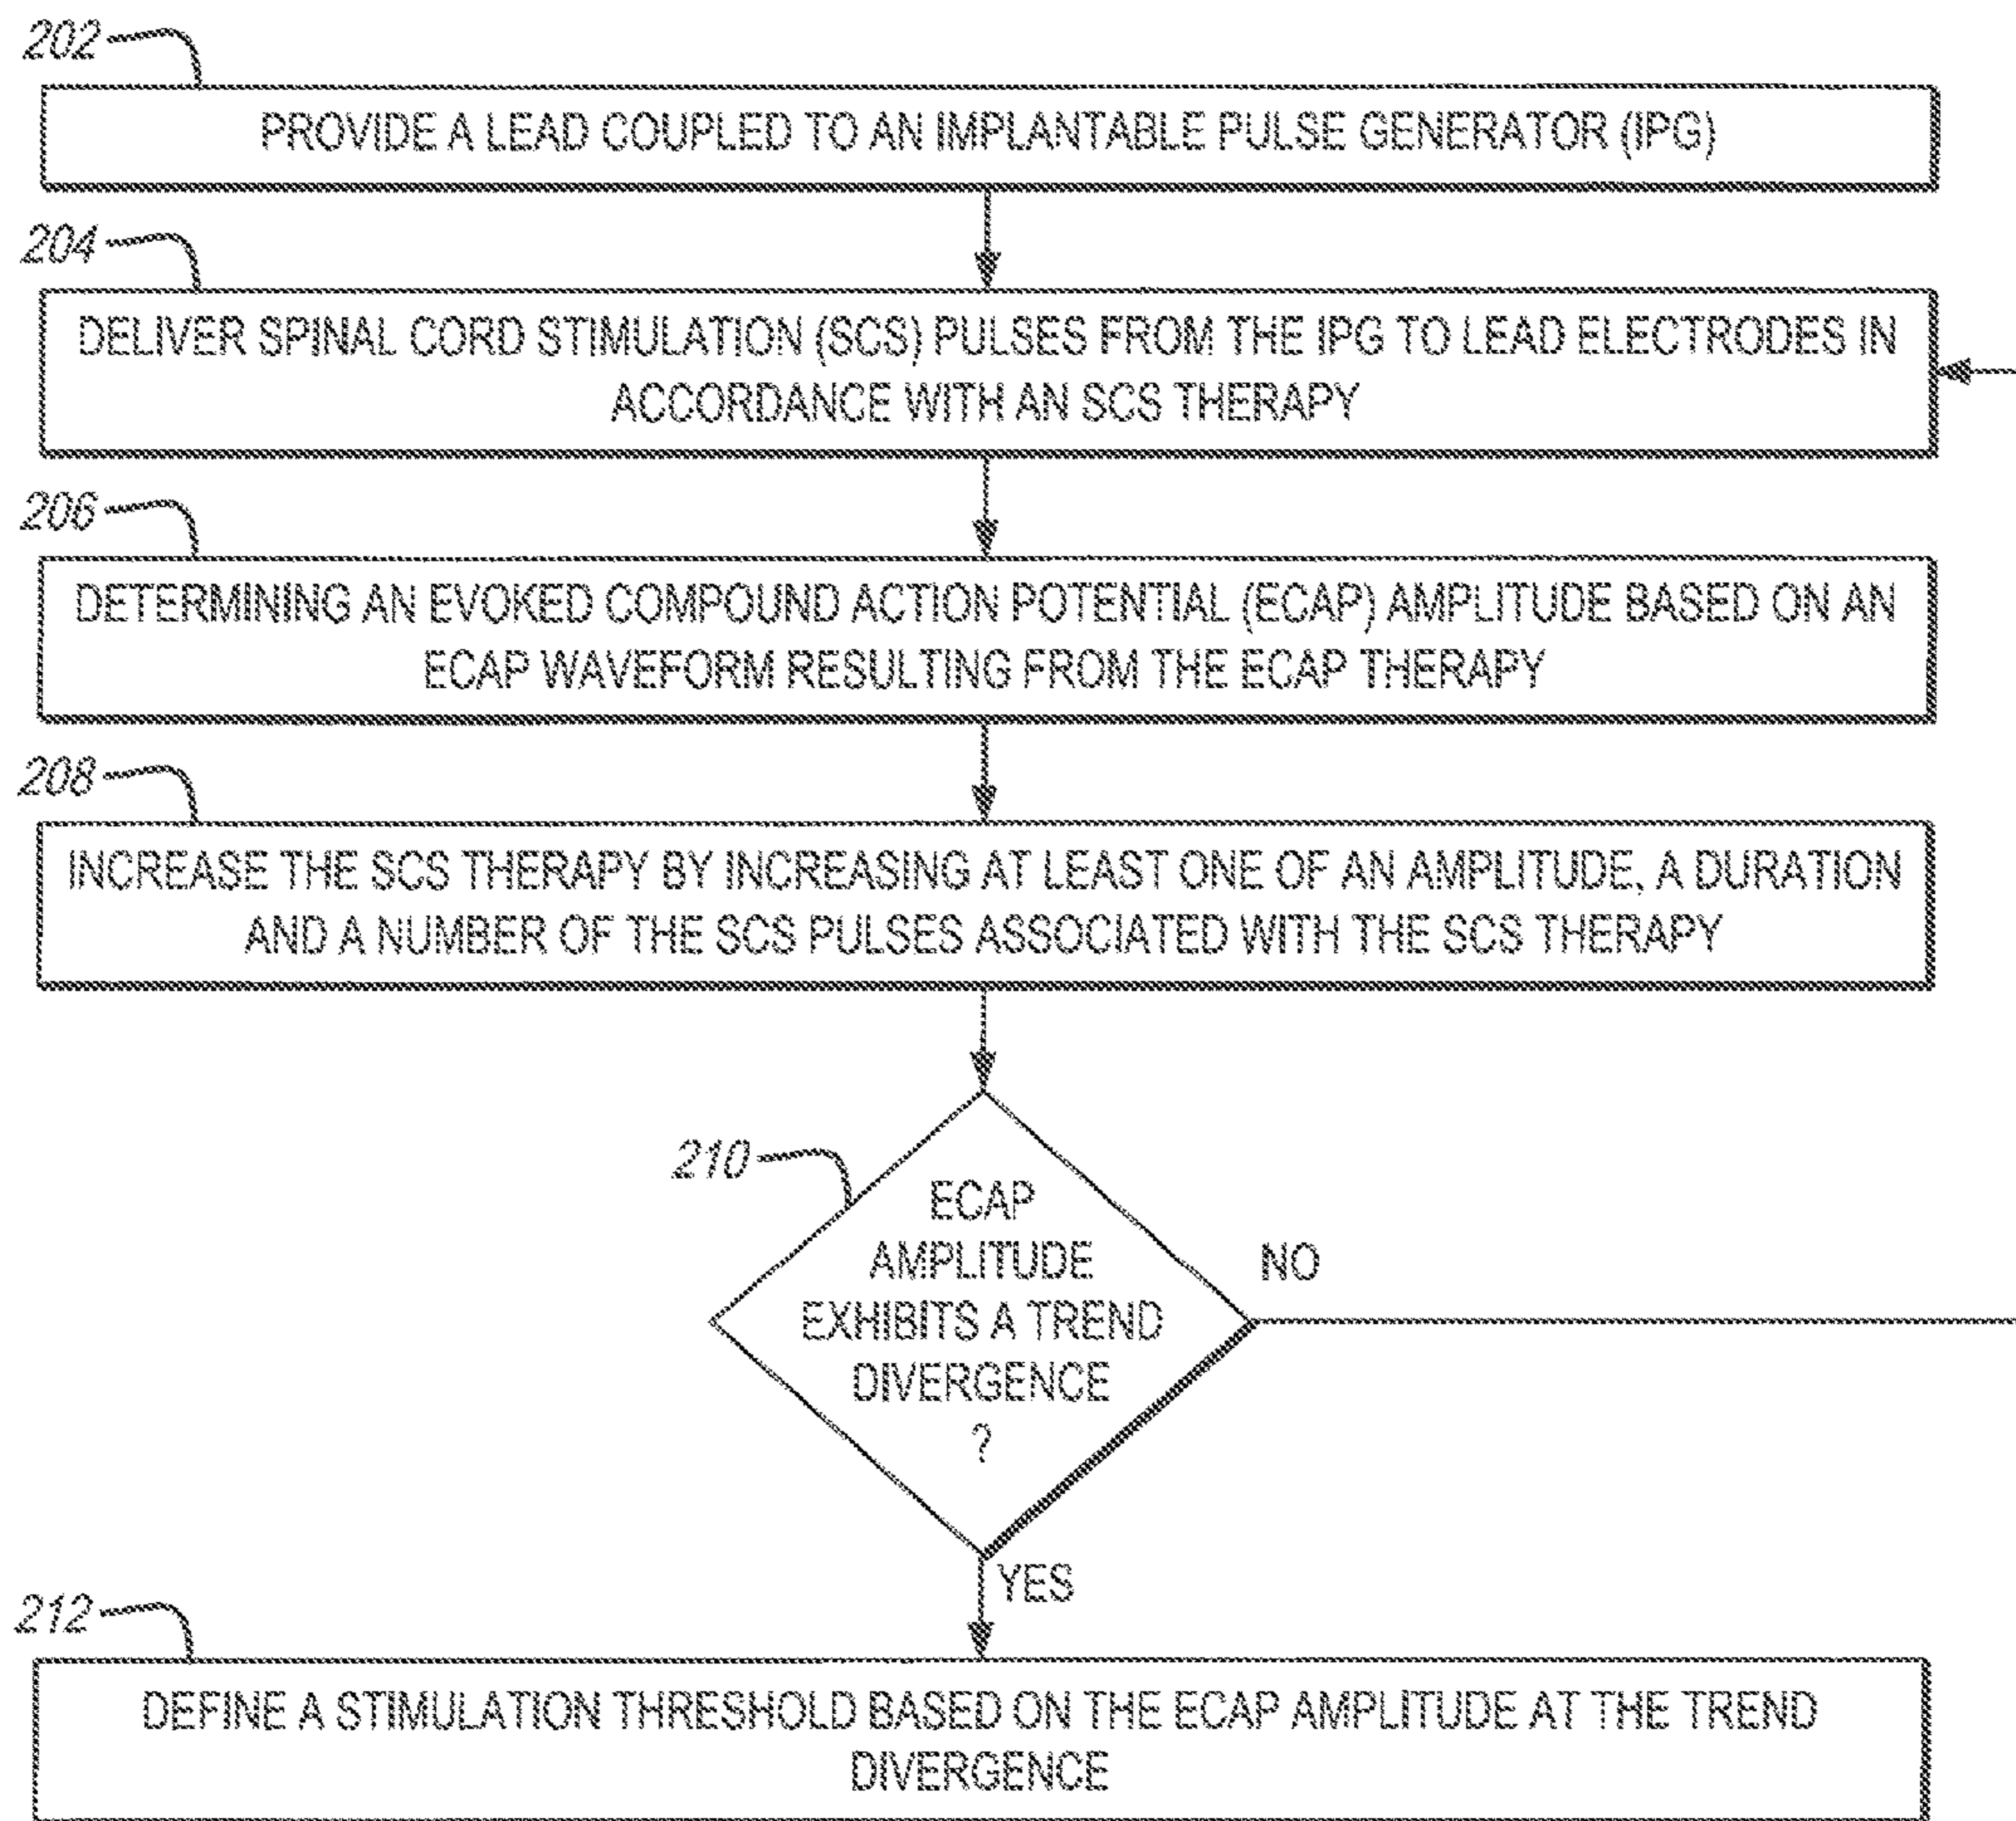 202
PROVIDE A LEAD COUPLED TO AN IMPLANTABLE PULSE GENERATOR (IPG)
204
DELIVER SPINAL CORD STIMULATION (SCS) PULSES FROM THE IPG TO LEAD ELECTRODES IN
ACCORDANCE WITH AN SCS THERAPY
206
DETERMINING AN EVOKED COMPOUND ACTION POTENTIAL (ECAP) AMPLITUDE BASED ON AN
ECAP WAVEFORM RESULTING FROM THE ECAP THERAPY
208
INCREASE THE SCS THERAPY BY INCREASING AT LEAST ONE OF AN AMPLITUDE, A DURATION
AND A NUMBER OF THE SCS PULSES ASSOCIATED WITH THE SCS THERAPY
210
ECAP
AMPLITUDE
EXHIBITS A TREND
DIVERGENCE
?
NO
YES
212
DEFINE A STIMULATION THRESHOLD BASED ON THE ECAP AMPLITUDE AT THE TREND
DIVERGENCE